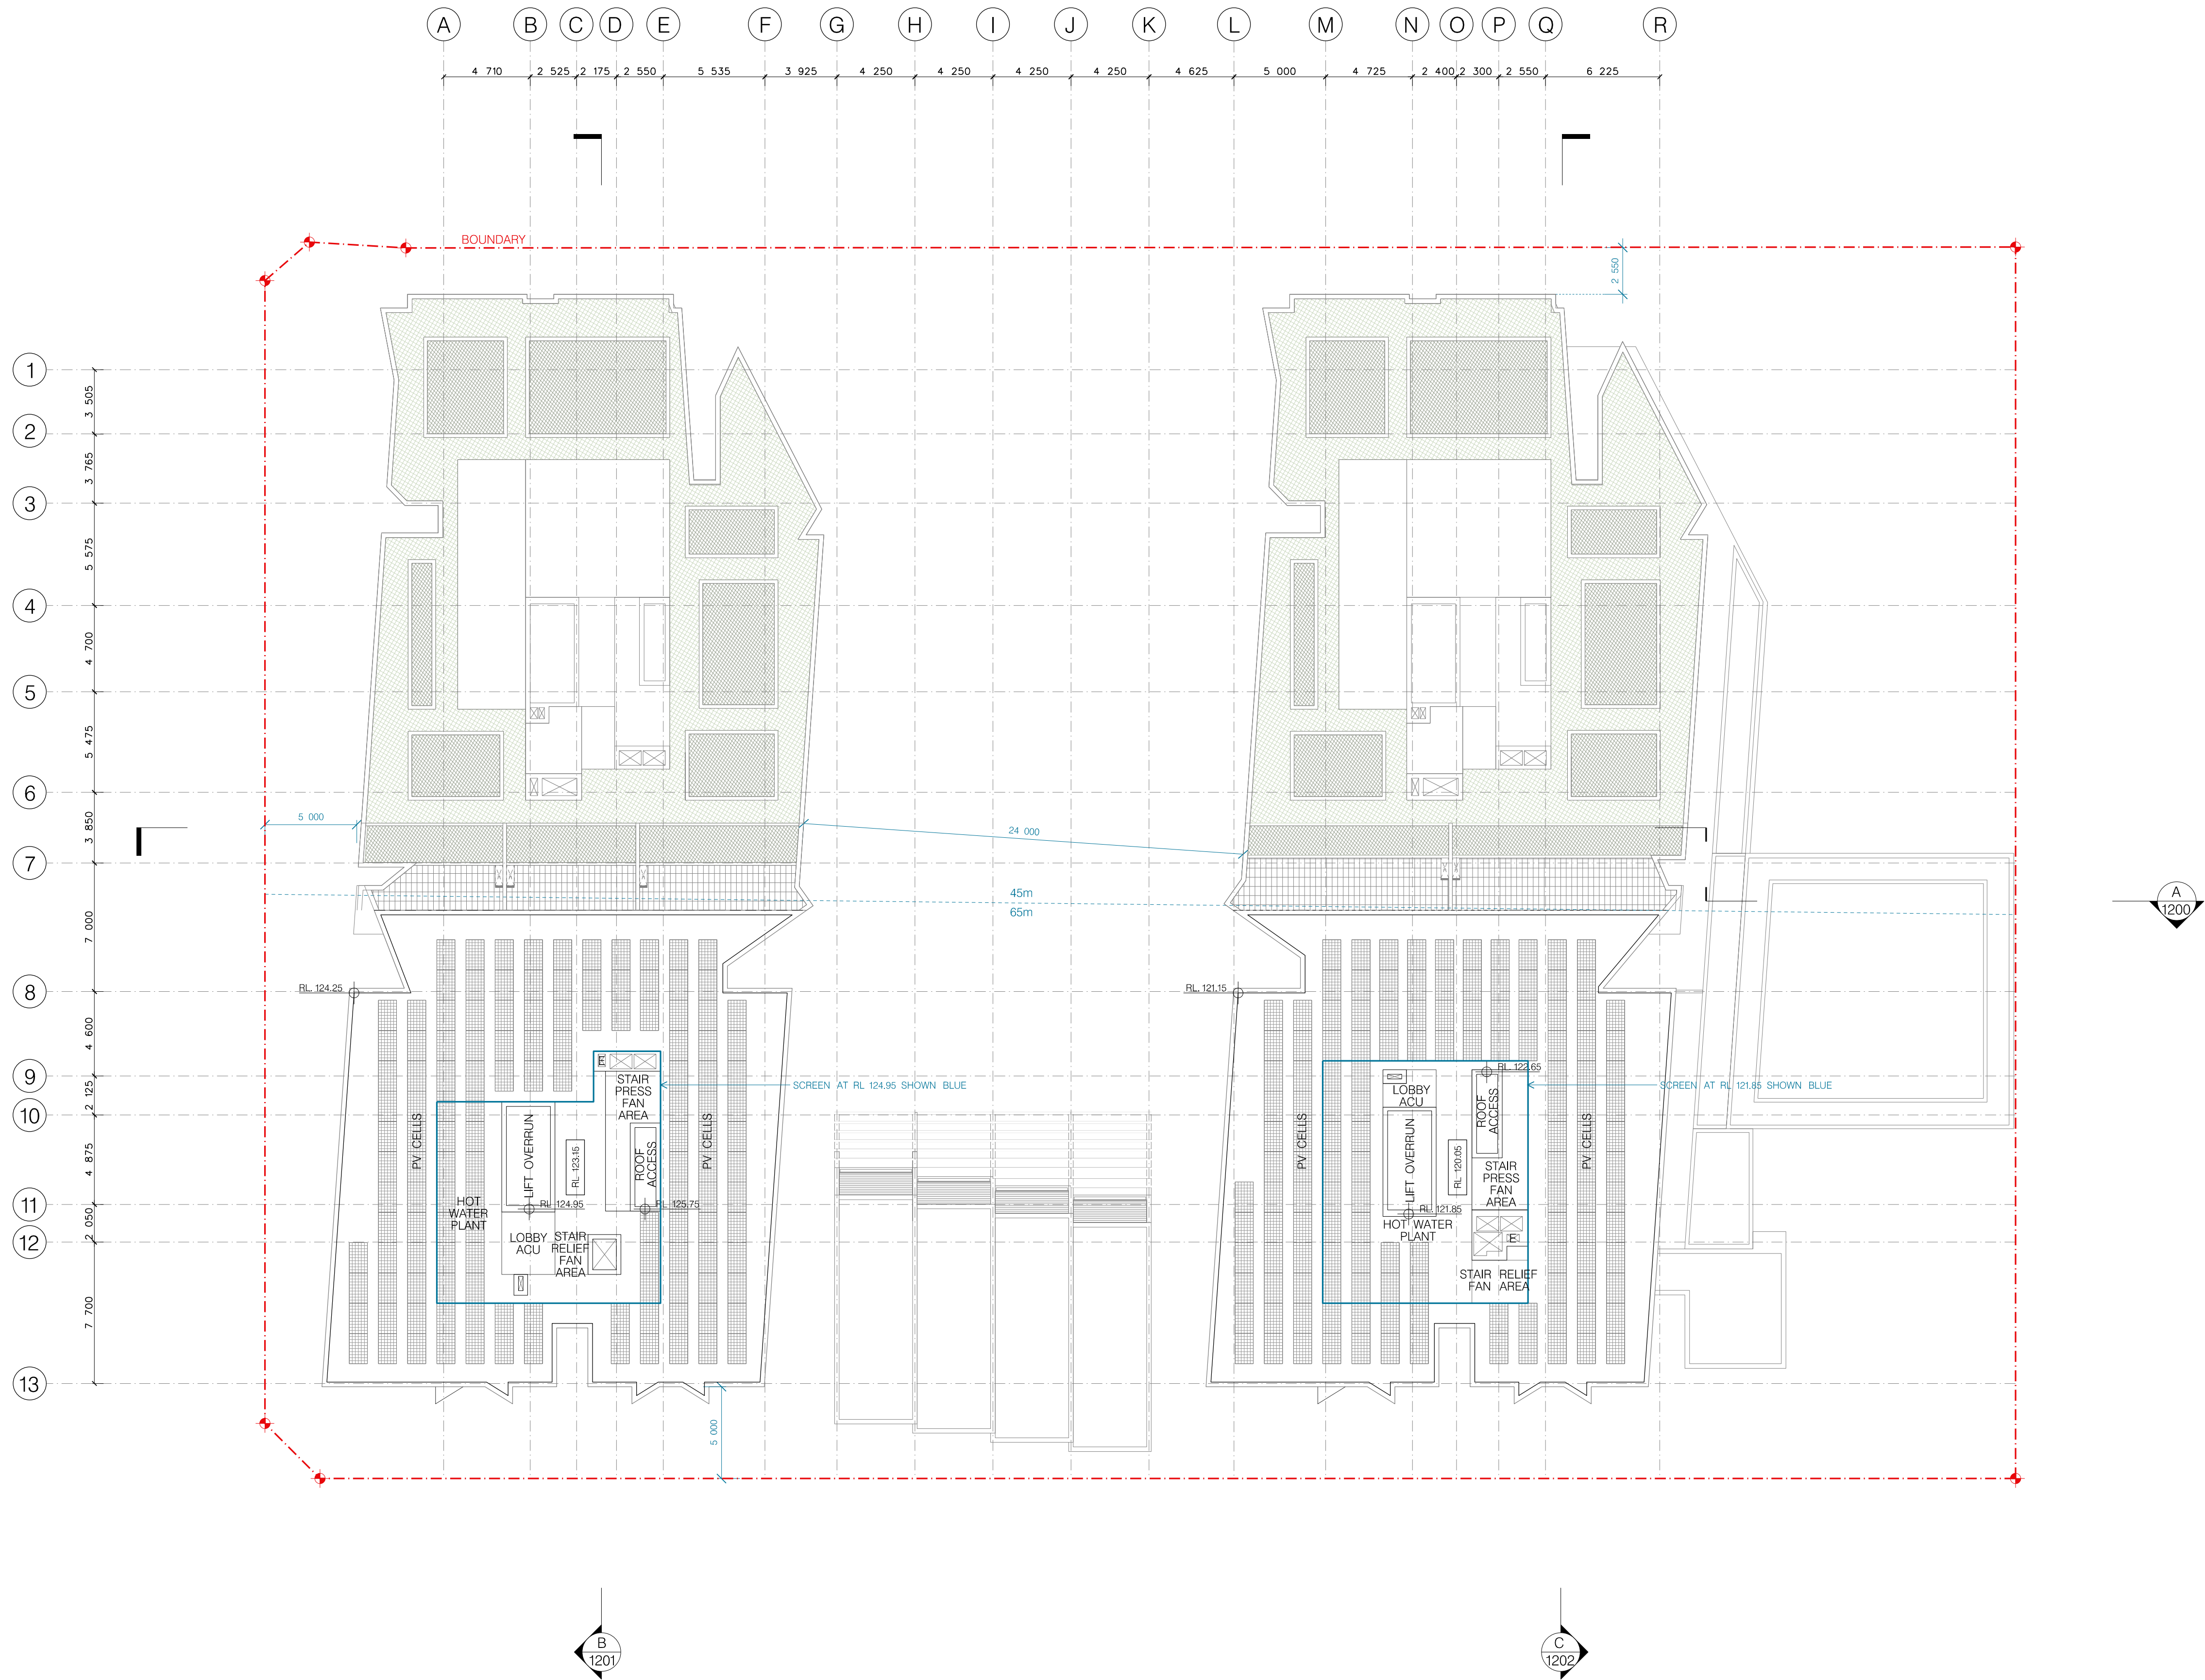 A B C D E F G H I J K L M N O P Q R
4 710 2 525 2 175 2 550 5 535 3 925 4 250 4 250 4 250 4 250 4 625 5 000 4 725 2 400 2 300 2 550 6 225
BOUNDARY
2 550
1
3 505
2
3 765
3
5 575
4
4 700
5
5 475
6
3 850
7
7 000
8
4 600
9
2 125
10
4 875
11
2 050
12
7 700
13
5 000
24 000
45m
65m
A
1200
RL. 124.25
RL. 121.15
E
STAIR
PRESS
FAN
AREA
SCREEN AT RL 124.95 SHOWN BLUE
PV CELLS
LIFT OVERRUN
RL 123.15
ROOF
ACCESS
PV CELLS
HOT
WATER
PLANT
RL 124.95
RL. 125.75
LOBBY
ACU
STAIR
RELIEF
FAN
AREA
RL. 122.65
SCREEN AT RL 121.85 SHOWN BLUE
LOBBY
ACU
PV CELLS
LIFT OVERRUN
RL 120.05
ROOF
ACCESS
PV CELLS
STAIR
PRESS
FAN
AREA
RL. 121.85
HOT WATER
PLANT
E
STAIR RELIEF
FAN AREA
5 000
B
1201
C
1202